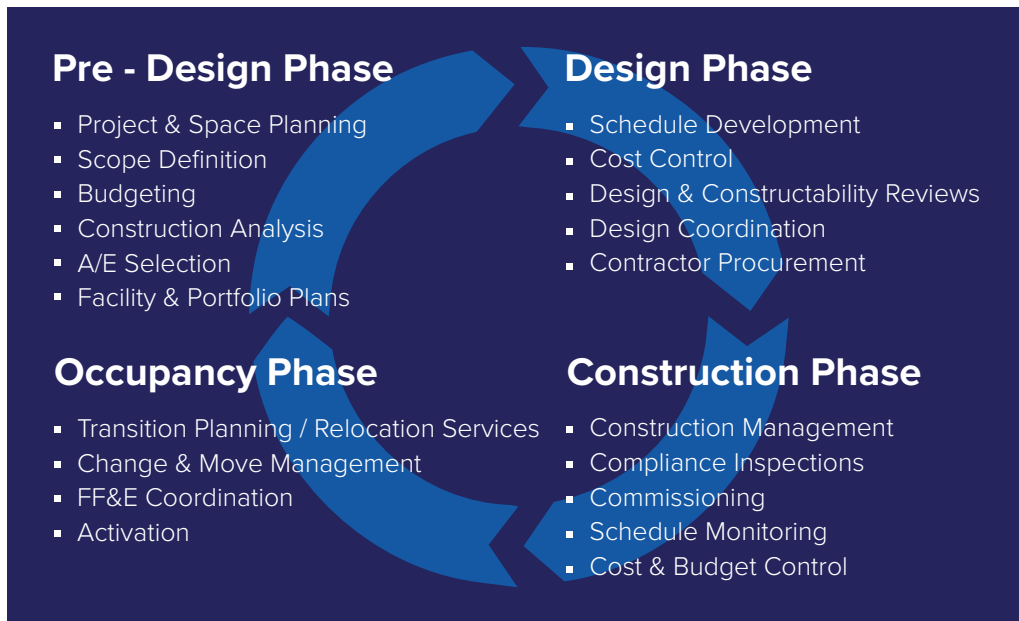 Pre - Design Phase
Project & Space Planning
Scope Definition
Budgeting
Construction Analysis
A/E Selection
Facility & Portfolio Plans
Design Phase
Schedule Development
Cost Control
Design & Constructability Reviews
Design Coordination
Contractor Procurement
Occupancy Phase
Transition Planning / Relocation Services
Change & Move Management
FF&E Coordination
Activation
Construction Phase
Construction Management
Compliance Inspections
Commissioning
Schedule Monitoring
Cost & Budget Control